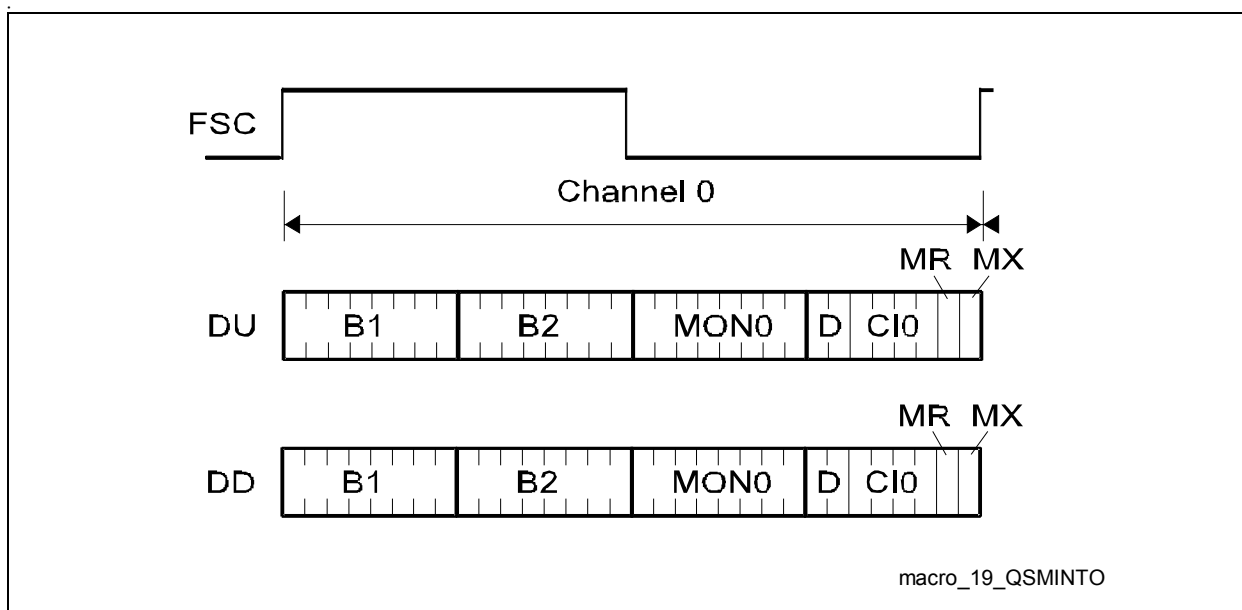 .
FSC
Channel 0
MR MX
DU B1 B2 MON0 D CI0
MR MX
DD B1 B2 MON0 D CI0
macro_19_QSMINTO